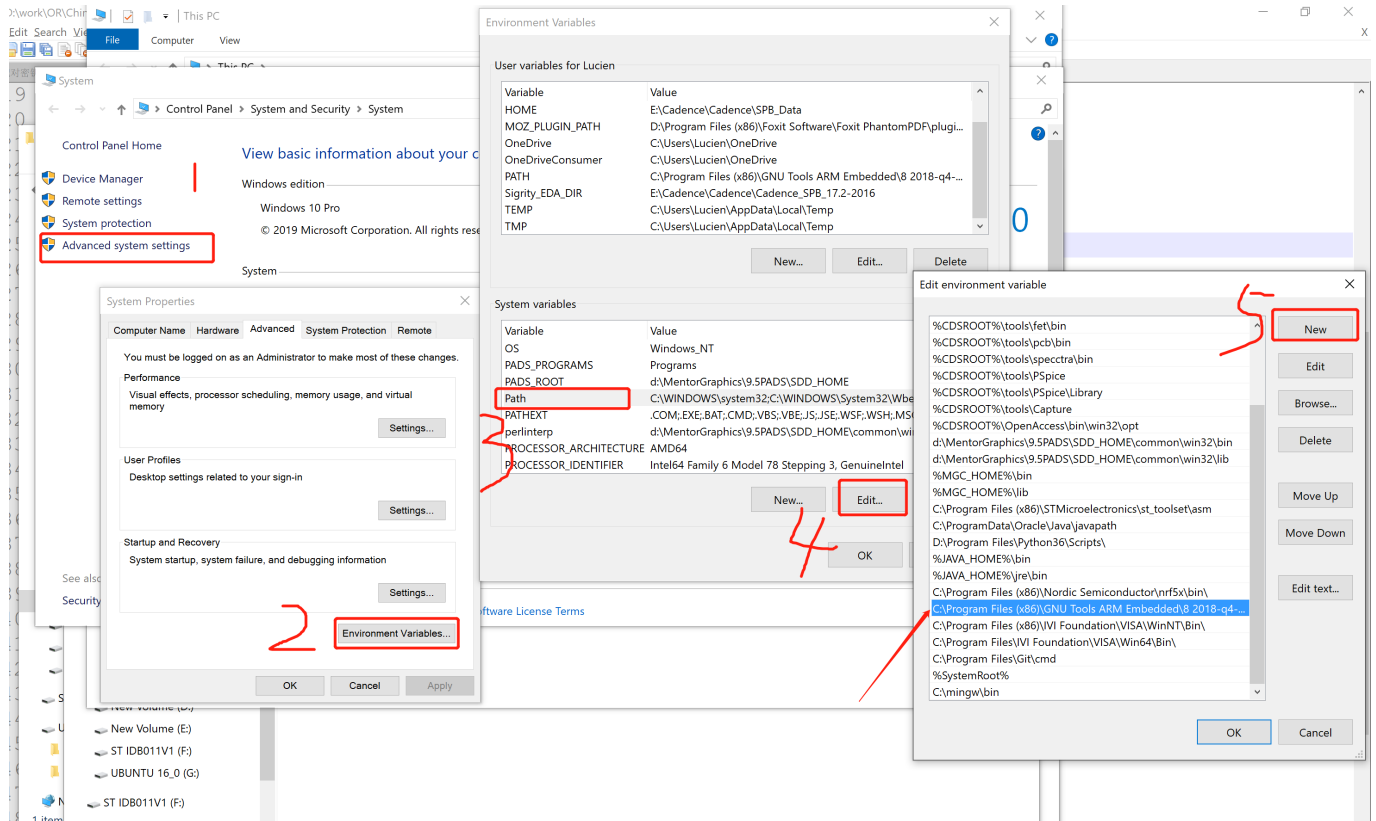 D:\work\OR\Chir
Edit Search Vie
This PC
File Computer View
This PC
System
Control Panel > System and Security > System
Control Panel Home
Device Manager
Remote settings
System protection
Advanced system settings
1
View basic information about your c
Windows edition
Windows 10 Pro
© 2019 Microsoft Corporation. All rights rese
System
See also
Security
ftware License Terms
System Properties
Computer Name Hardware Advanced System Protection Remote
You must be logged on as an Administrator to make most of these changes.
Performance
Visual effects, processor scheduling, memory usage, and virtual
memory
Settings...
User Profiles
Desktop settings related to your sign-in
Settings...
Startup and Recovery
System startup, system failure, and debugging information
Settings...
2
Environment Variables...
OK Cancel Apply
New Volume (D:)
New Volume (E:)
ST IDB011V1 (F:)
UBUNTU 16_0 (G:)
ST IDB011V1 (F:)
1 item
Environment Variables
User variables for Lucien
Variable Value
HOME E:\Cadence\Cadence\SPB_Data
MOZ_PLUGIN_PATH D:\Program Files (x86)\Foxit Software\Foxit PhantomPDF\plugi...
OneDrive C:\Users\Lucien\OneDrive
OneDriveConsumer C:\Users\Lucien\OneDrive
PATH C:\Program Files (x86)\GNU Tools ARM Embedded\8 2018-q4-...
Sigrity_EDA_DIR E:\Cadence\Cadence_SPB_17.2-2016
TEMP C:\Users\Lucien\AppData\Local\Temp
TMP C:\Users\Lucien\AppData\Local\Temp
New... Edit... Delete
System variables
Variable Value
OS Windows_NT
PADS_PROGRAMS Programs
PADS_ROOT d:\MentorGraphics\9.5PADS\SDD_HOME
Path C:\WINDOWS\system32;C:\WINDOWS\System32\Wbe
PATHEXT .COM;.EXE;.BAT;.CMD;.VBS;.VBE;.JS;.JSE;.WSF;.WSH;.MSC
perlinterp d:\MentorGraphics\9.5PADS\SDD_HOME\common\wi
PROCESSOR_ARCHITECTURE AMD64
PROCESSOR_IDENTIFIER Intel64 Family 6 Model 78 Stepping 3, GenuineIntel
3
New... Edit...
4
OK
0
Edit environment variable
5
%CDSROOT%\tools\fet\bin
%CDSROOT%\tools\pcb\bin
%CDSROOT%\tools\specctra\bin
%CDSROOT%\tools\PSpice
%CDSROOT%\tools\PSpice\Library
%CDSROOT%\tools\Capture
%CDSROOT%\OpenAccess\bin\win32\opt
d:\MentorGraphics\9.5PADS\SDD_HOME\common\win32\bin
d:\MentorGraphics\9.5PADS\SDD_HOME\common\win32\lib
%MGC_HOME%\bin
%MGC_HOME%\lib
C:\Program Files (x86)\STMicroelectronics\st_toolset\asm
C:\ProgramData\Oracle\Java\javapath
D:\Program Files\Python36\Scripts\
%JAVA_HOME%\bin
%JAVA_HOME%\jre\bin
C:\Program Files (x86)\Nordic Semiconductor\nrf5x\bin\
C:\Program Files (x86)\GNU Tools ARM Embedded\8 2018-q4-...
C:\Program Files (x86)\IVI Foundation\VISA\WinNT\Bin\
C:\Program Files\IVI Foundation\VISA\Win64\Bin\
C:\Program Files\Git\cmd
%SystemRoot%
C:\mingw\bin
New
Edit
Browse...
Delete
Move Up
Move Down
Edit text...
OK Cancel